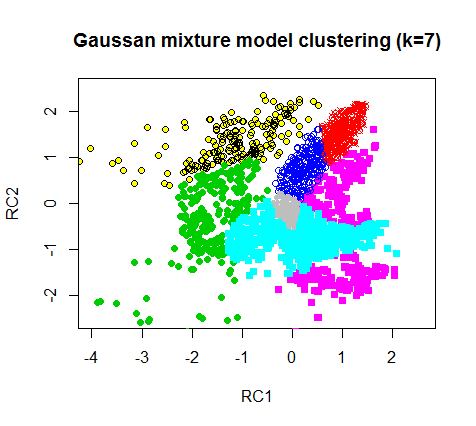 Gaussan mixture model clustering (k=7)
2
1
0
-1
-2
RC2
-4 -3 -2 -1 0 1 2
RC1